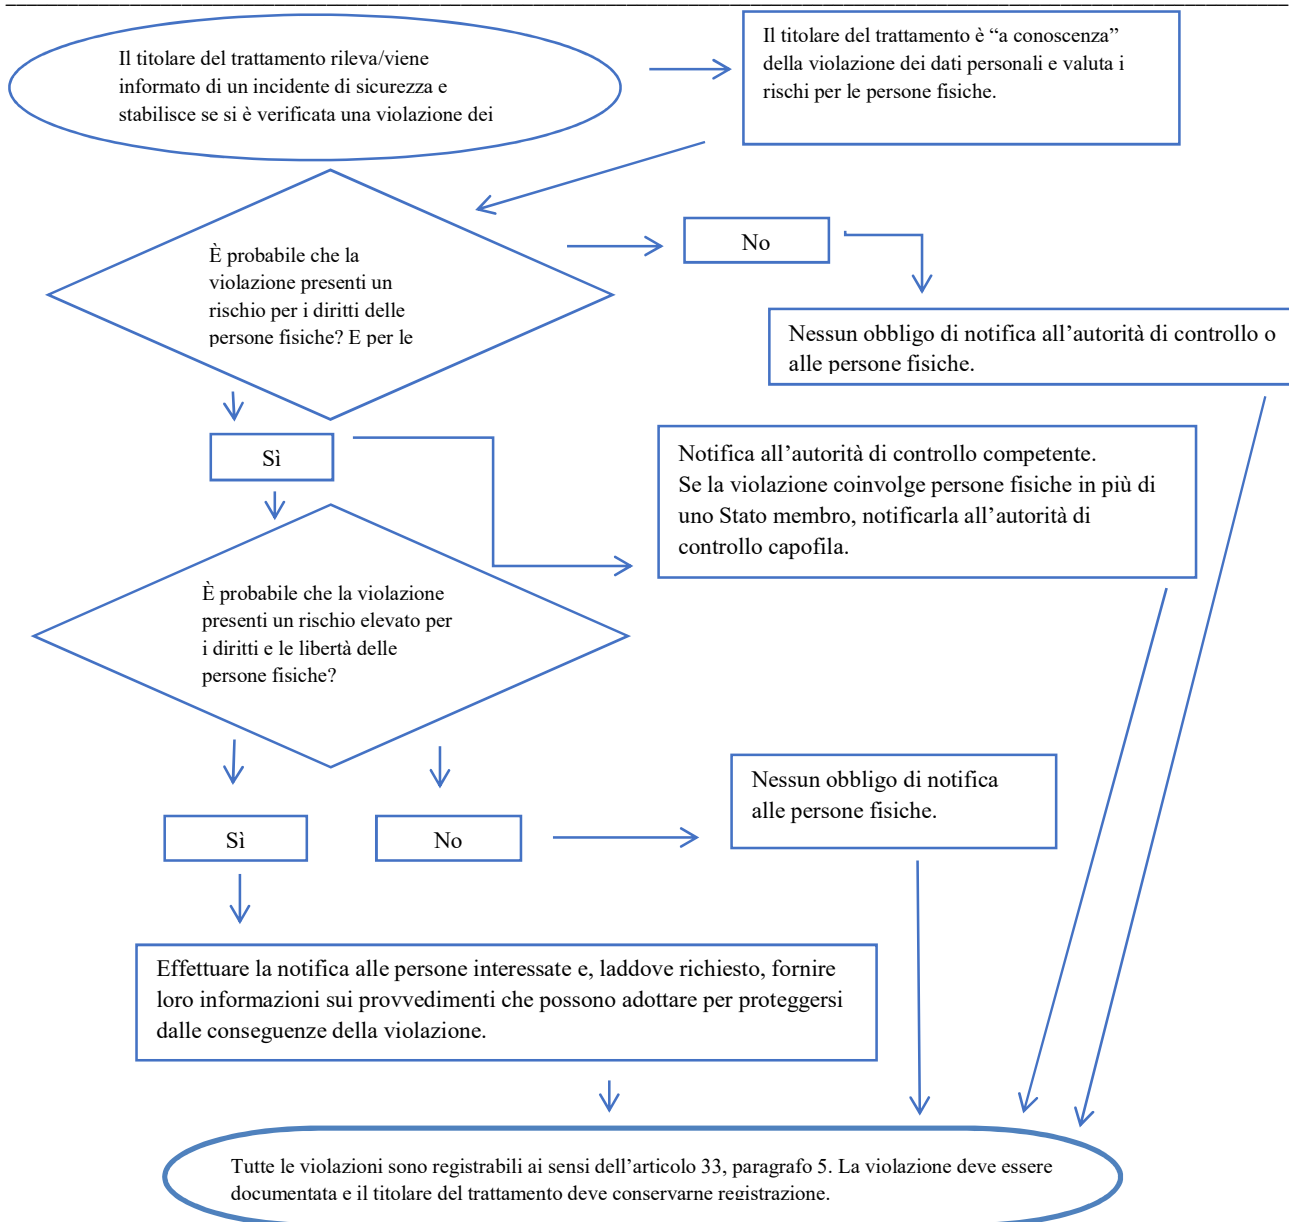 Il titolare del trattamento rileva/viene
informato di un incidente di sicurezza e
stabilisce se si è verificata una violazione dei
Il titolare del trattamento è “a conoscenza”
della violazione dei dati personali e valuta i
rischi per le persone fisiche.
È probabile che la
violazione presenti un
rischio per i diritti delle
persone fisiche? E per le
No
Nessun obbligo di notifica all’autorità di controllo o
alle persone fisiche.
Sì
Notifica all’autorità di controllo competente.
Se la violazione coinvolge persone fisiche in più di
uno Stato membro, notificarla all’autorità di
controllo capofila.
È probabile che la violazione
presenti un rischio elevato per
i diritti e le libertà delle
persone fisiche?
Nessun obbligo di notifica
alle persone fisiche.
Sì
No
Effettuare la notifica alle persone interessate e, laddove richiesto, fornire
loro informazioni sui provvedimenti che possono adottare per proteggersi
dalle conseguenze della violazione.
Tutte le violazioni sono registrabili ai sensi dell’articolo 33, paragrafo 5. La violazione deve essere
documentata e il titolare del trattamento deve conservarne registrazione.